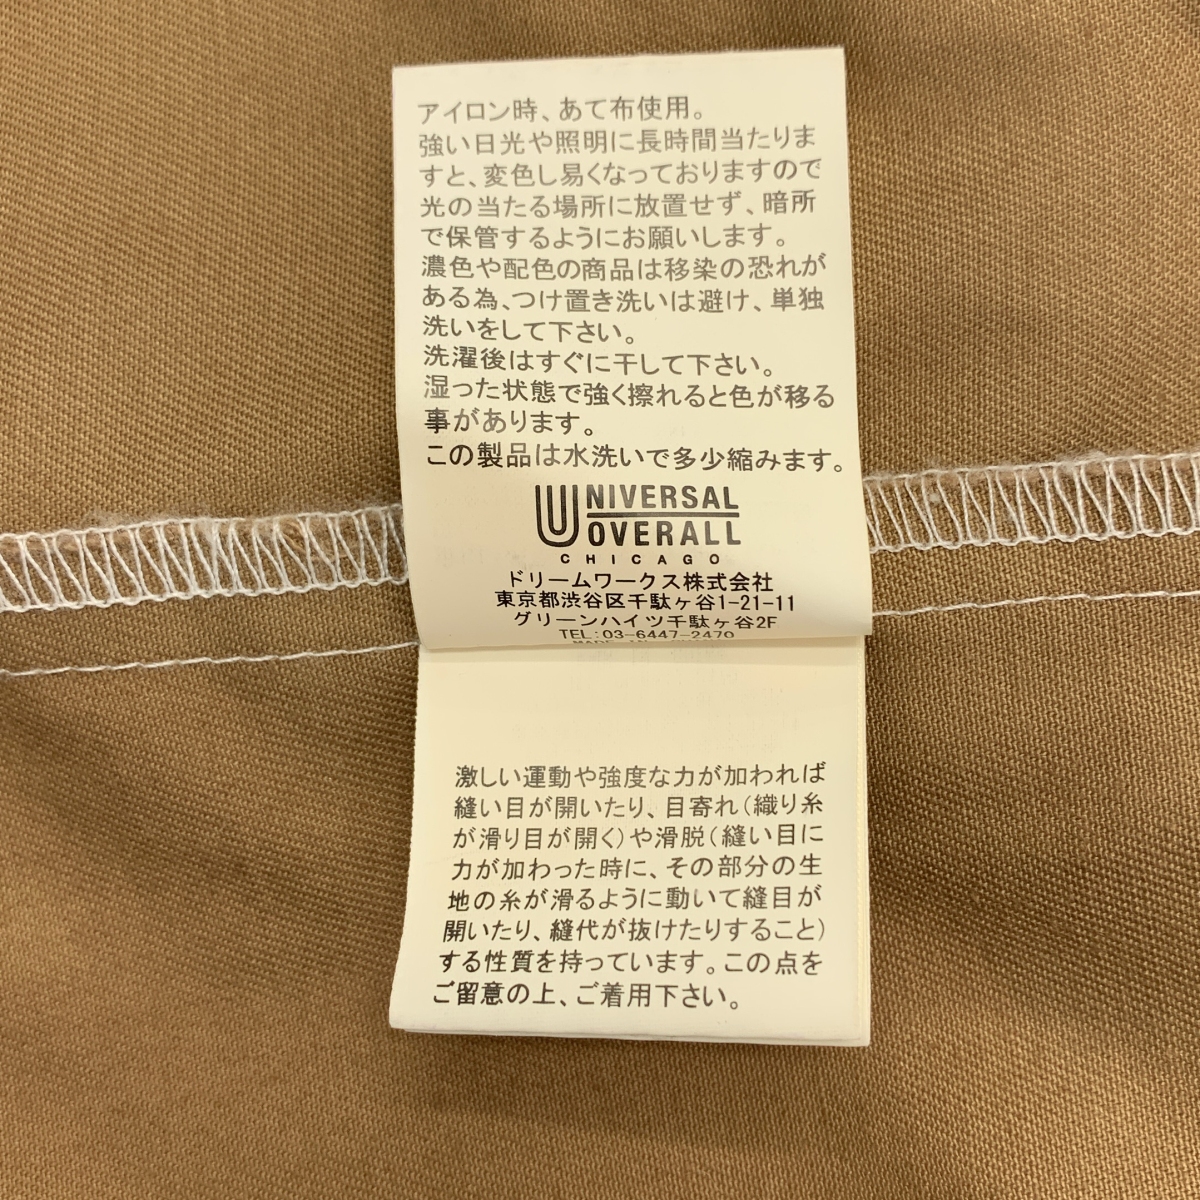 アイロン時、あて布使用。
強い日光や照明に長時間当たりま
すと、変色し易くなっておりますので
光の当たる場所に放置せず、暗所
で保管するようにお願いします。
濃色や配色の商品は移染の恐れが
ある為、つけ置き洗いは避け、単独
洗いをして下さい。
洗濯後はすぐに干して下さい。
湿った状態で強く擦れると色が移る
事があります。
この製品は水洗いで多少縮みます。
UNIVERSAL
OVERALL
CHICAGO
ドリームワークス株式会社
東京都渋谷区千駄ヶ谷1-21-11
グリーンハイツ千駄ヶ谷2F
TEL:03-6447-2470
激しい運動や強度な力が加われば
縫い目が開いたり、目寄れ(織り糸
が滑り目が開く)や滑脱(縫い目に
力が加わった時に、その部分の生
地の糸が滑るように動いて縫目が
開いたり、縫代が抜けたりすること)
する性質を持っています。この点を
ご留意の上、ご着用下さい。